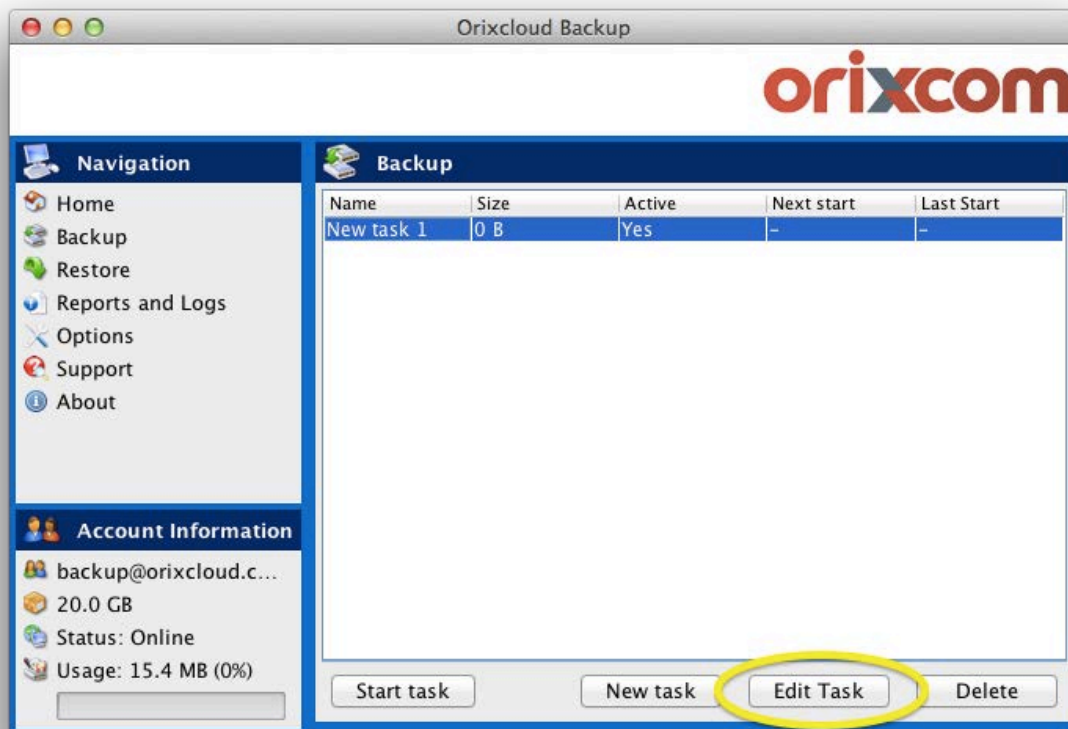 Orixcloud Backup
orixcom
Navigation
Home
Backup
Restore
Reports and Logs
Options
Support
About
Account Information
backup@orixcloud.c...
20.0 GB
Status: Online
Usage: 15.4 MB (0%)
Backup
Name Size Active Next start Last Start
New task 1 0 B Yes – –
Start task New task Edit Task Delete